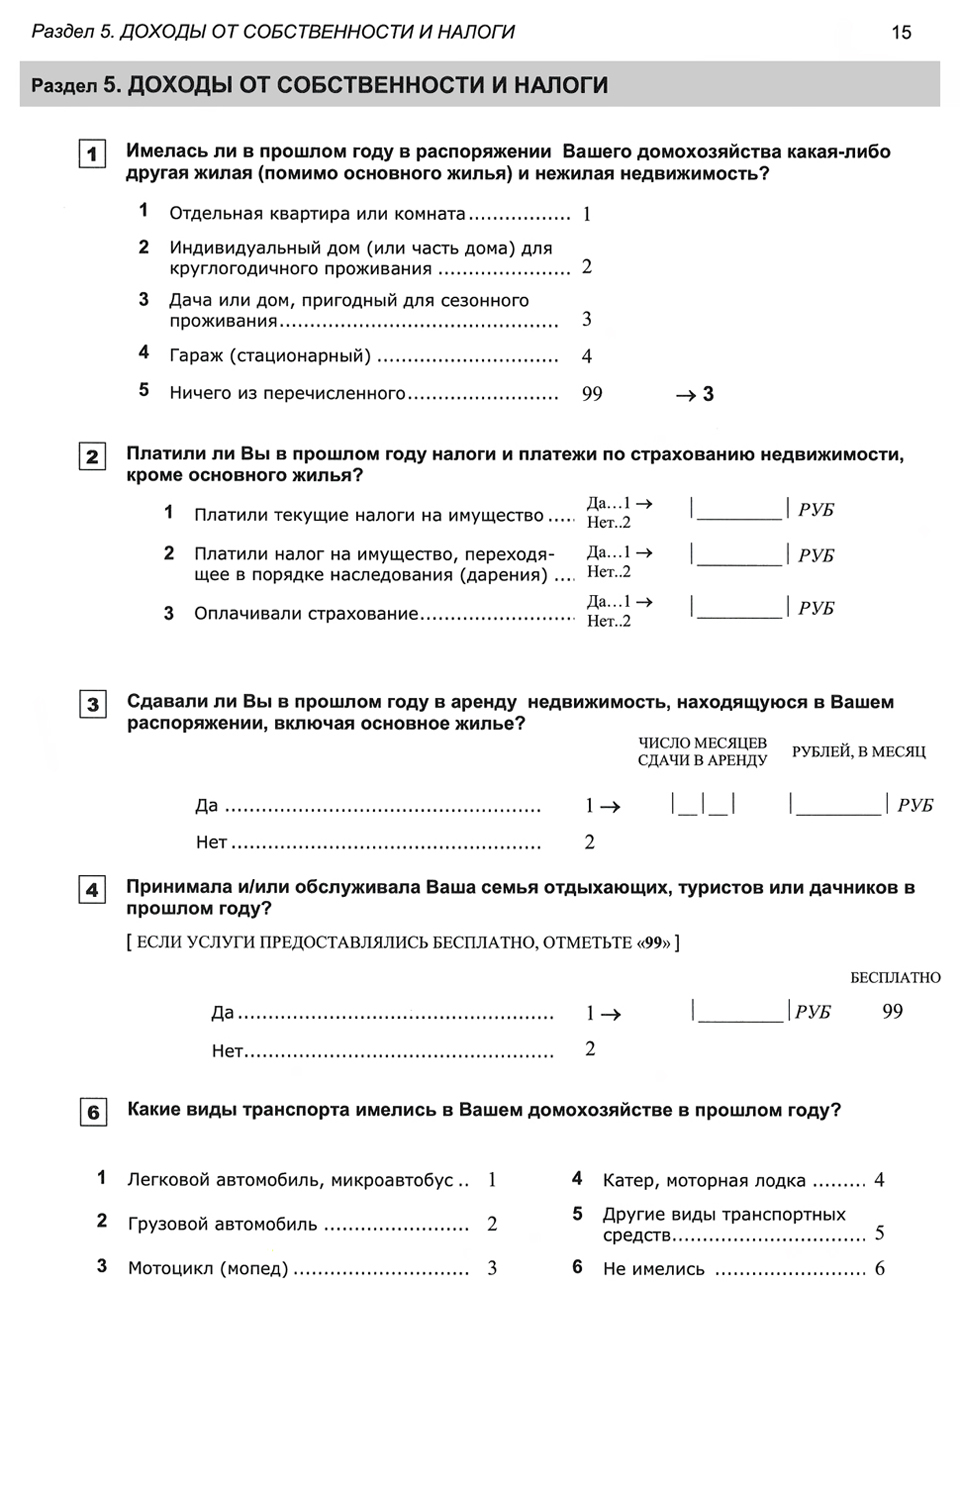 Раздел 5. ДОХОДЫ ОТ СОБСТВЕННОСТИ И НАЛОГИ 15
Раздел 5. ДОХОДЫ ОТ СОБСТВЕННОСТИ И НАЛОГИ
1 Имелась ли в прошлом году в распоряжении Вашего домохозяйства какая-либо
другая жилая (помимо основного жилья) и нежилая недвижимость?
1 Отдельная квартира или комната................. 1
2 Индивидуальный дом (или часть дома) для
круглогодичного проживания ...................... 2
3 Дача или дом, пригодный для сезонного
проживания.............................................. 3
4 Гараж (стационарный) .............................. 4
5 Ничего из перечисленного......................... 99 → 3
2 Платили ли Вы в прошлом году налоги и платежи по страхованию недвижимости,
кроме основного жилья?
1 Платили текущие налоги на имущество ..... Да...1 → |_________| РУБ
Нет..2
2 Платили налог на имущество, переходя- Да...1 → |_________| РУБ
щее в порядке наследования (дарения) .... Нет..2
3 Оплачивали страхование.......................... Да...1 → |_________| РУБ
Нет..2
3 Сдавали ли Вы в прошлом году в аренду недвижимость, находящуюся в Вашем
распоряжении, включая основное жилье?
ЧИСЛО МЕСЯЦЕВ
СДАЧИ В АРЕНДУ РУБЛЕЙ, В МЕСЯЦ
Да .................................................... 1 → |__|__| |_________| РУБ
Нет ................................................... 2
4 Принимала и/или обслуживала Ваша семья отдыхающих, туристов или дачников в
прошлом году?
[ ЕСЛИ УСЛУГИ ПРЕДОСТАВЛЯЛИСЬ БЕСПЛАТНО, ОТМЕТЬТЕ «99» ]
БЕСПЛАТНО
Да.................................................... 1 → |_________| РУБ 99
Нет................................................... 2
6 Какие виды транспорта имелись в Вашем домохозяйстве в прошлом году?
1 Легковой автомобиль, микроавтобус .. 1
2 Грузовой автомобиль ........................ 2
3 Мотоцикл (мопед) ............................. 3
4 Катер, моторная лодка ......... 4
5 Другие виды транспортных
средств................................ 5
6 Не имелись ......................... 6